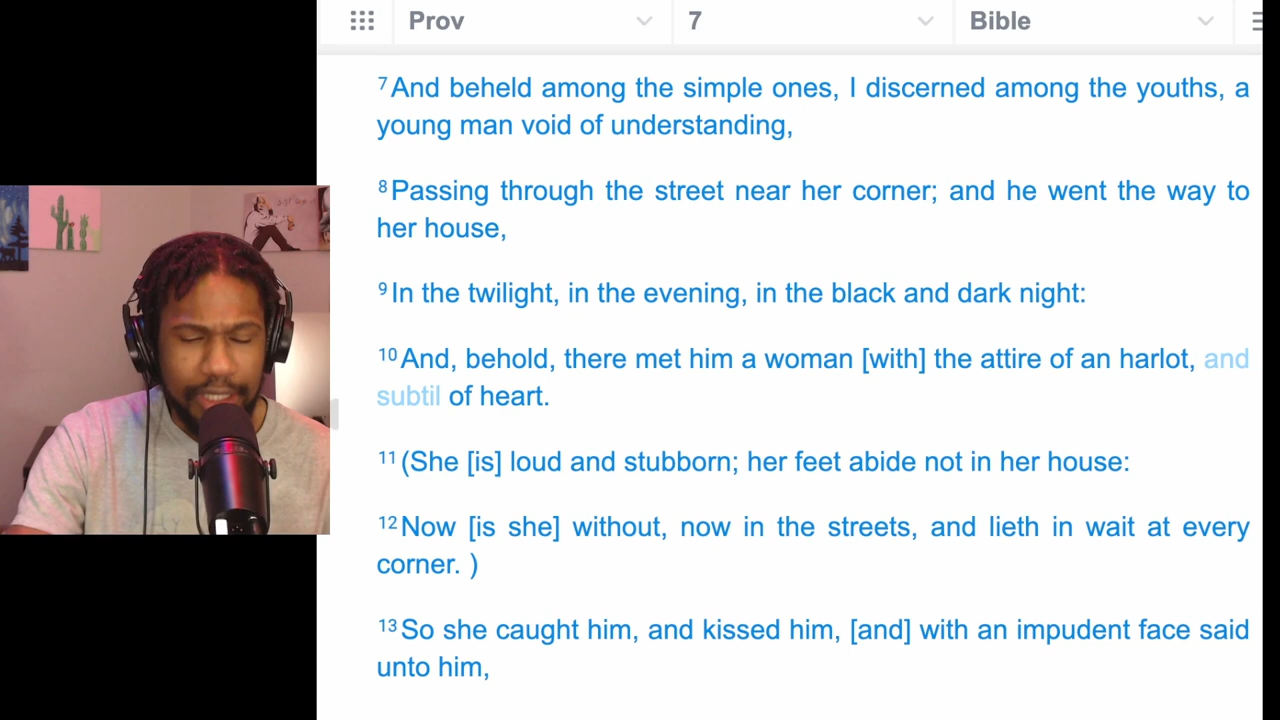 Prov 7 Bible
7 And beheld among the simple ones, I discerned among the youths, a
young man void of understanding,
8 Passing through the street near her corner; and he went the way to
her house,
9 In the twilight, in the evening, in the black and dark night:
10 And, behold, there met him a woman [with] the attire of an harlot, and
subtil of heart.
11 (She [is] loud and stubborn; her feet abide not in her house:
12 Now [is she] without, now in the streets, and lieth in wait at every
corner. )
13 So she caught him, and kissed him, [and] with an impudent face said
unto him,